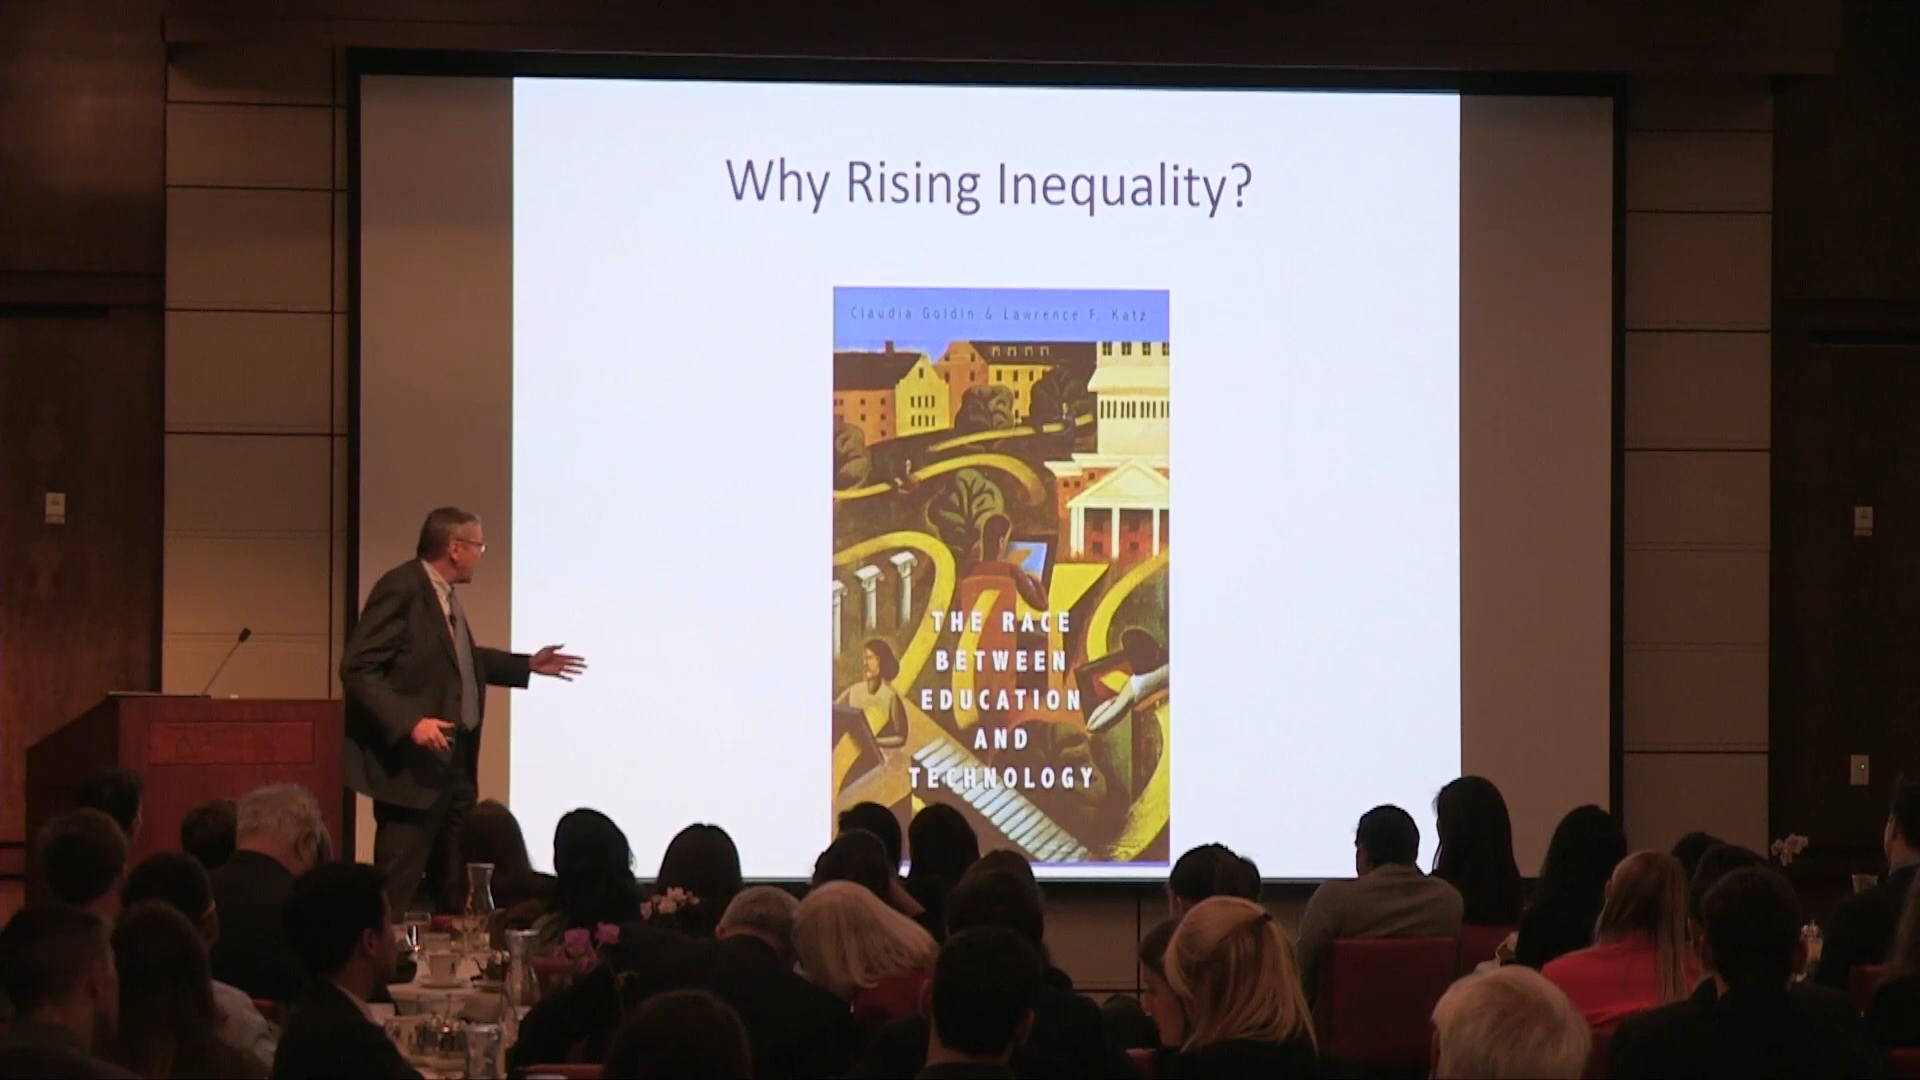 Why Rising Inequality?
Claudia Goldin & Lawrence F. Katz
THE RACE
BETWEEN
EDUCATION
AND
TECHNOLOGY